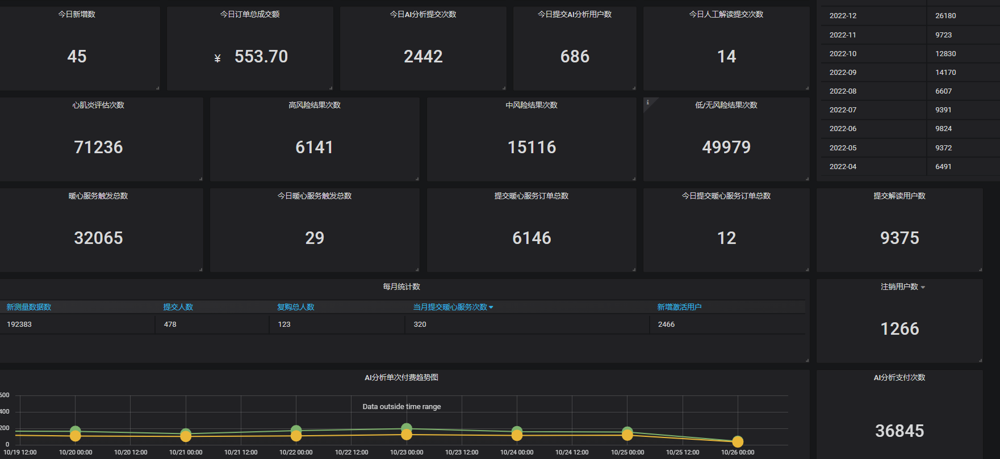 今日新增数
45
今日订单总成交额
¥ 553.70
今日AI分析提交次数
2442
今日提交AI分析用户数
686
今日人工解读提交次数
14
2022-12 26180
2022-11 9723
2022-10 12830
2022-09 14170
2022-08 6607
2022-07 9391
2022-06 9824
2022-05 9372
2022-04 6491
心肌炎评估次数
71236
高风险结果次数
6141
中风险结果次数
15116
低/无风险结果次数
49979
暖心服务触发总数
32065
今日暖心服务触发总数
29
提交暖心服务订单总数
6146
今日提交暖心服务订单总数
12
提交解读用户数
9375
每月统计数
新测量数据数 提交人数 复购总人数 当月提交暖心服务次数 新增激活用户
192383 478 123 320 2466
注销用户数
1266
AI分析单次付费趋势图
Data outside time range
600
400
200
0
10/19 12:00 10/20 00:00 10/20 12:00 10/21 00:00 10/21 12:00 10/22 00:00 10/22 12:00 10/23 00:00 10/23 12:00 10/24 00:00 10/24 12:00 10/25 00:00 10/25 12:00 10/26 00:00
AI分析支付次数
36845